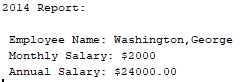 2014 Report:
Employee Name: Washington,George
Monthly Salary: $2000
Annual Salary: $24000.00